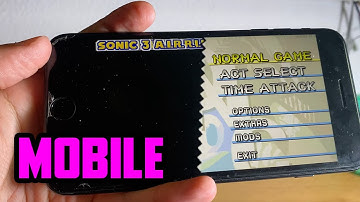 SONIC 3 A.I.R.
NORMAL GAME
ACT SELECT
TIME ATTACK
OPTIONS
EXTRAS
MODS
EXIT
MOBILE